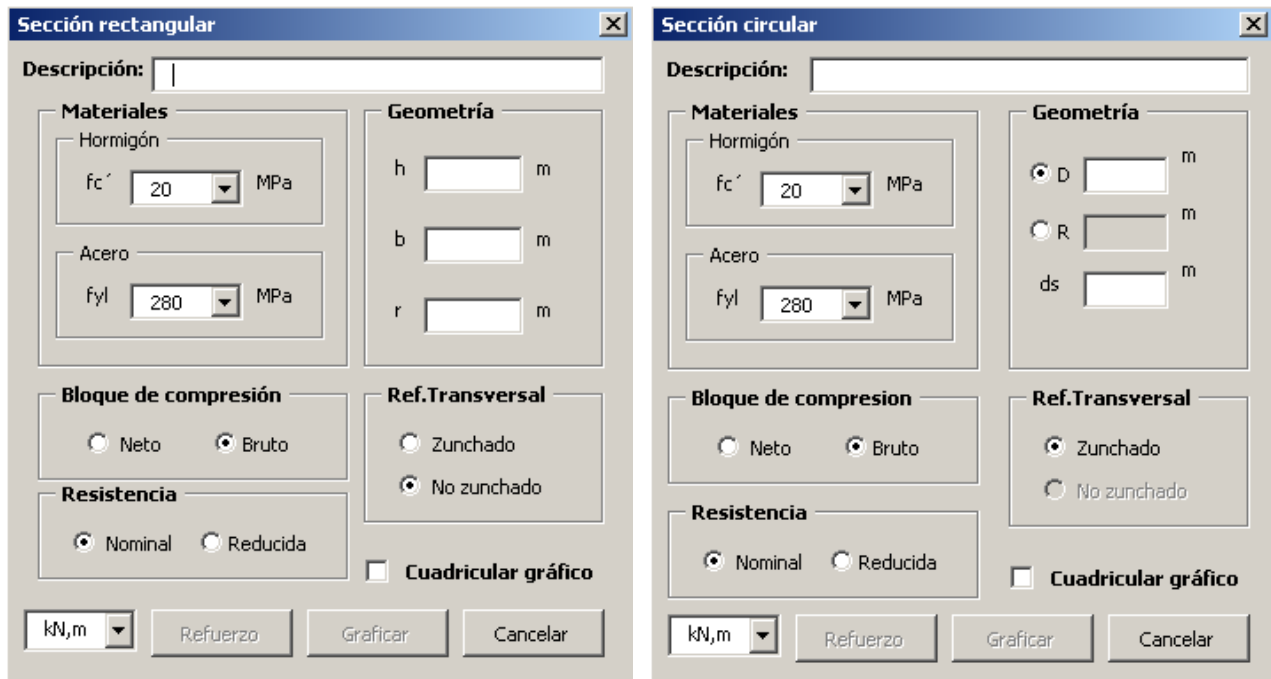 Sección rectangular
Descripción:
Materiales
Hormigón
fc´ 20 MPa
Acero
fyl 280 MPa
Geometría
h m
b m
r m
Bloque de compresión
Neto Bruto
Ref.Transversal
Zunchado
No zunchado
Resistencia
Nominal Reducida
Cuadricular gráfico
kN,m Refuerzo Graficar Cancelar
Sección circular
Descripción:
Materiales
Hormigón
fc´ 20 MPa
Acero
fyl 280 MPa
Geometría
D m
R m
ds m
Bloque de compresion
Neto Bruto
Ref.Transversal
Zunchado
No zunchado
Resistencia
Nominal Reducida
Cuadricular gráfico
kN,m Refuerzo Graficar Cancelar